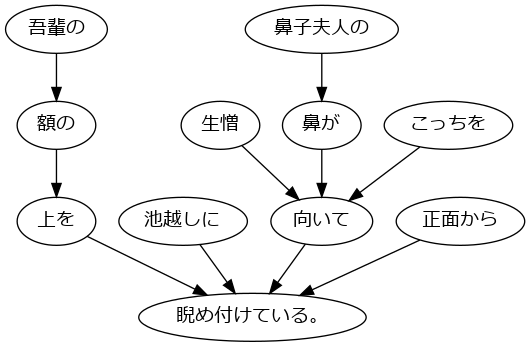 吾輩の
鼻子夫人の
額の
生憎
鼻が
こっちを
上を
池越しに
向いて
正面から
睨め付けている。